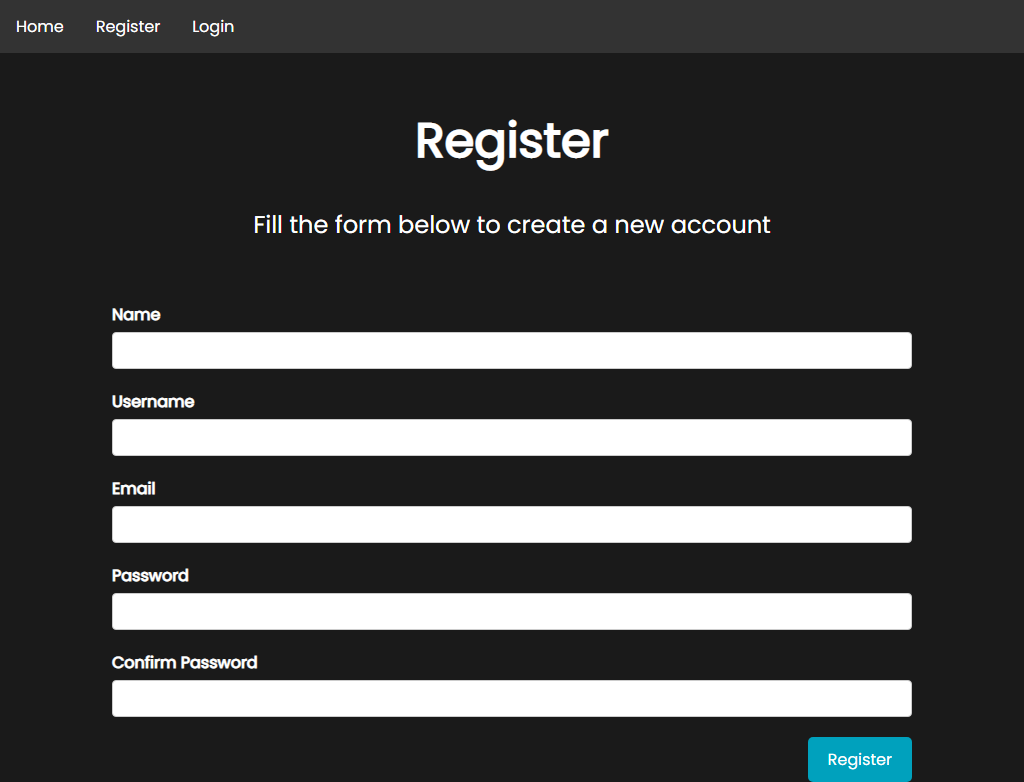 Home Register Login
Register
Fill the form below to create a new account
Name
Username
Email
Password
Confirm Password
Register